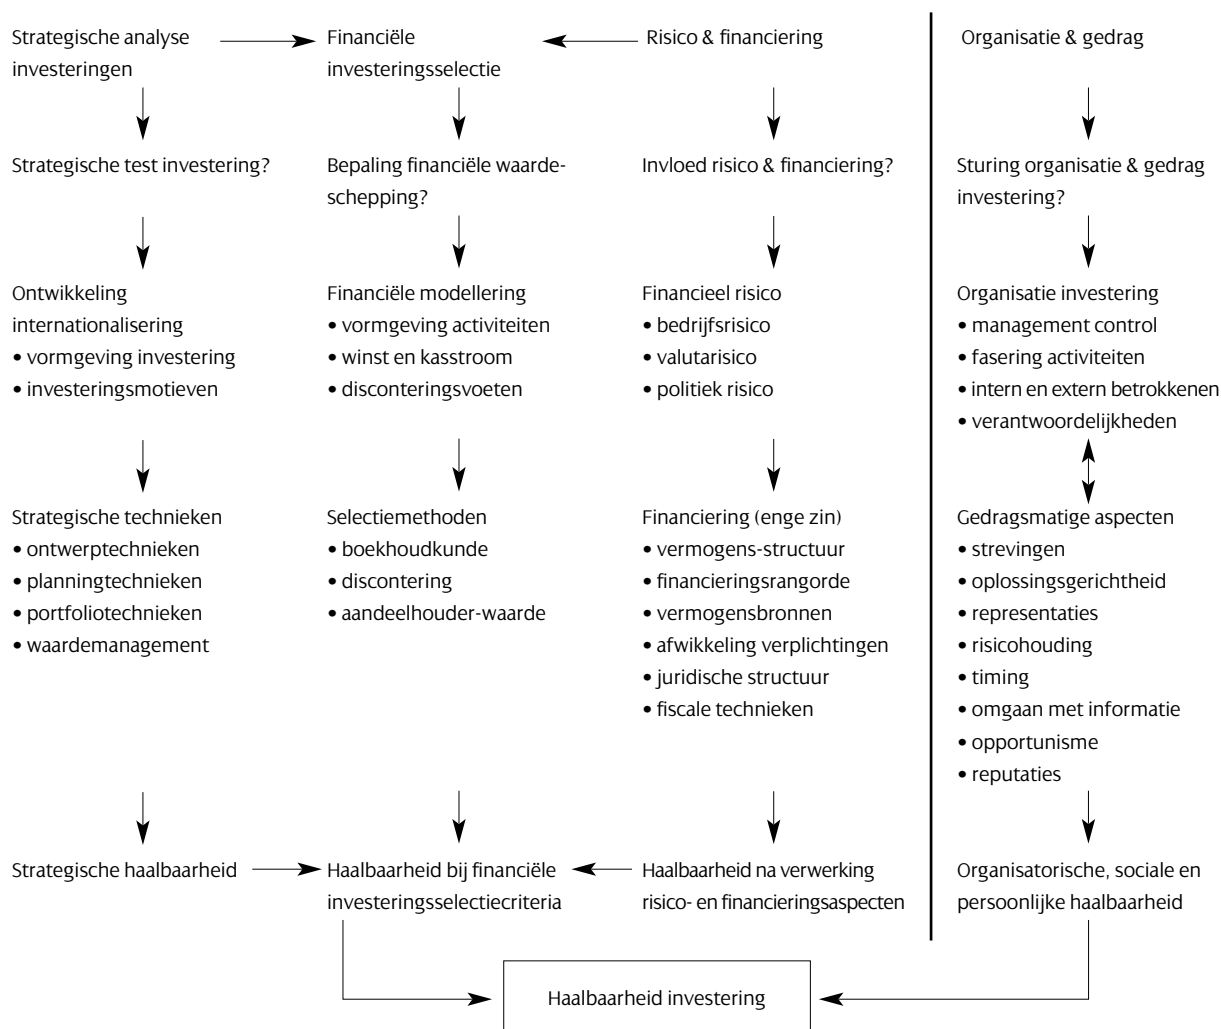 Strategische analyse
investeringen
Strategische test investering?
Ontwikkeling
internationalisering
• vormgeving investering
• investeringsmotieven
Strategische technieken
• ontwerptechnieken
• planningtechnieken
• portfoliotechnieken
• waardemanagement
Strategische haalbaarheid
Financiële
investeringsselectie
Bepaling financiële waarde-
schepping?
Financiële modellering
• vormgeving activiteiten
• winst en kasstroom
• disconteringsvoeten
Selectiemethoden
• boekhoudkunde
• discontering
• aandeelhouder-waarde
Haalbaarheid bij financiële
investeringsselectiecriteria
Risico & financiering
Invloed risico & financiering?
Financieel risico
• bedrijfsrisico
• valutarisico
• politiek risico
Financiering (enge zin)
• vermogens-structuur
• financieringsrangorde
• vermogensbronnen
• afwikkeling verplichtingen
• juridische structuur
• fiscale technieken
Haalbaarheid na verwerking
risico- en financieringsaspecten
Organisatie & gedrag
Sturing organisatie & gedrag
investering?
Organisatie investering
• management control
• fasering activiteiten
• intern en extern betrokkenen
• verantwoordelijkheden
Gedragsmatige aspecten
• strevingen
• oplossingsgerichtheid
• representaties
• risicohouding
• timing
• omgaan met informatie
• opportunisme
• reputaties
Organisatorische, sociale en
persoonlijke haalbaarheid
Haalbaarheid investering